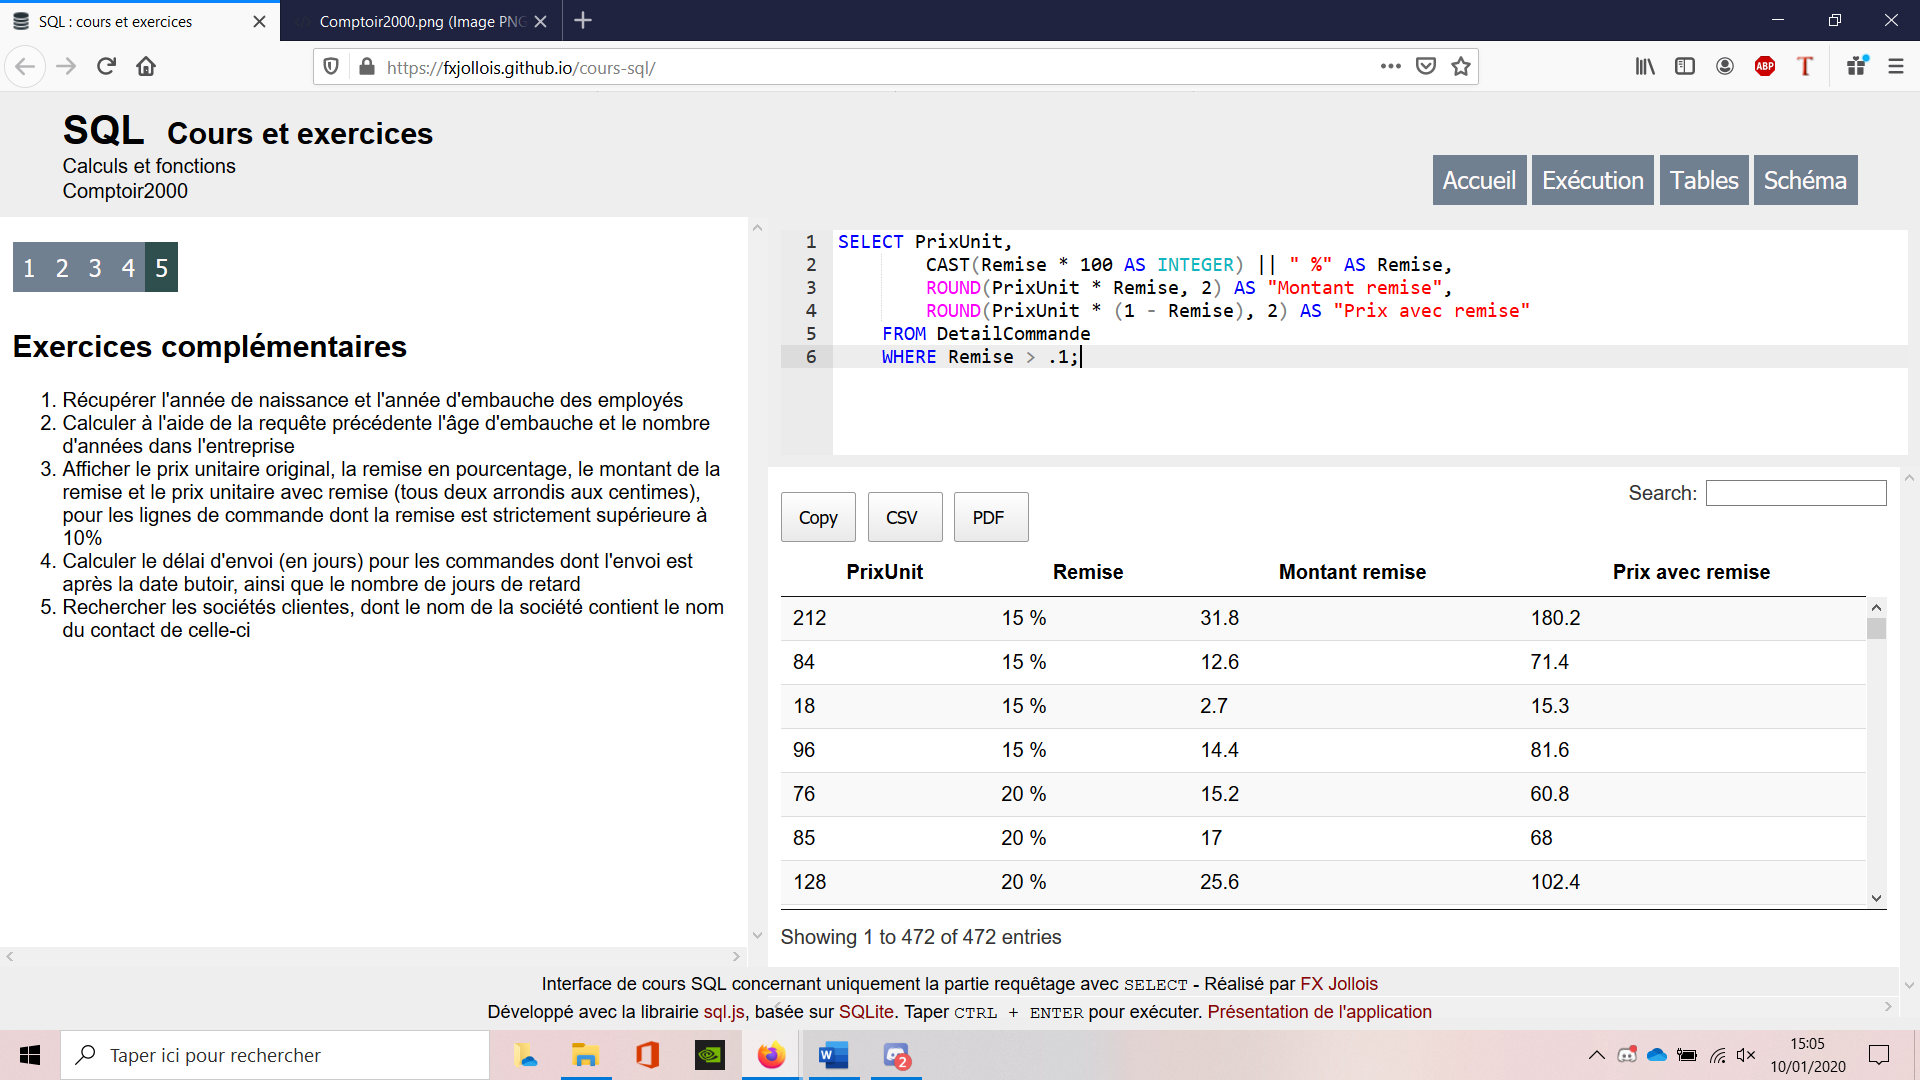 SQL : cours et exercices
Comptoir2000.png (Image PNG
https://fxjollois.github.io/cours-sql/
ABP
T
SQL Cours et exercices
Calculs et fonctions
Comptoir2000
Accueil Exécution Tables Schéma
1 2 3 4 5
Exercices complémentaires
1. Récupérer l'année de naissance et l'année d'embauche des employés
2. Calculer à l'aide de la requête précédente l'âge d'embauche et le nombre
d'années dans l'entreprise
3. Afficher le prix unitaire original, la remise en pourcentage, le montant de la
remise et le prix unitaire avec remise (tous deux arrondis aux centimes),
pour les lignes de commande dont la remise est strictement supérieure à
10%
4. Calculer le délai d'envoi (en jours) pour les commandes dont l'envoi est
après la date butoir, ainsi que le nombre de jours de retard
5. Rechercher les sociétés clientes, dont le nom de la société contient le nom
du contact de celle-ci
1 SELECT PrixUnit,
2 CAST(Remise * 100 AS INTEGER) || " %" AS Remise,
3 ROUND(PrixUnit * Remise, 2) AS "Montant remise",
4 ROUND(PrixUnit * (1 - Remise), 2) AS "Prix avec remise"
5 FROM DetailCommande
6 WHERE Remise > .1;
Search:
Copy CSV PDF
PrixUnit Remise Montant remise Prix avec remise
212 15 % 31.8 180.2
84 15 % 12.6 71.4
18 15 % 2.7 15.3
96 15 % 14.4 81.6
76 20 % 15.2 60.8
85 20 % 17 68
128 20 % 25.6 102.4
Showing 1 to 472 of 472 entries
Interface de cours SQL concernant uniquement la partie requêtage avec SELECT - Réalisé par FX Jollois
Développé avec la librairie sql.js, basée sur SQLite. Taper CTRL + ENTER pour exécuter. Présentation de l'application
Taper ici pour rechercher
W
2
15:05
10/01/2020